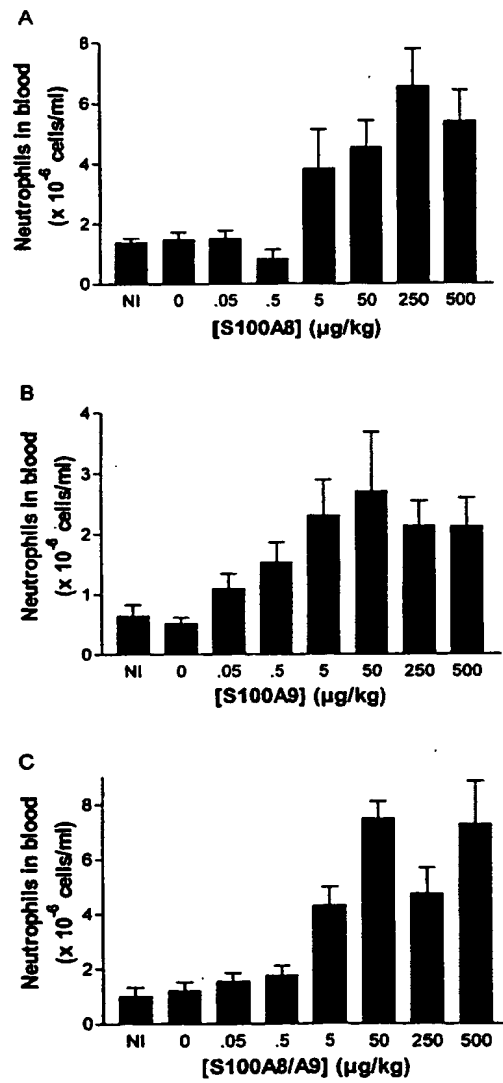 A
Neutrophils in blood
(x 10⁻⁶ cells/ml)
8
6
4
2
0
NI 0 .05 .5 5 50 250 500
[S100A8] (µg/kg)
B
Neutrophils in blood
(x 10⁻⁶ cells/ml)
4
3
2
1
0
NI 0 .05 .5 5 50 250 500
[S100A9] (µg/kg)
C
Neutrophils in blood
(x 10⁻⁶ cells/ml)
8
6
4
2
0
NI 0 .05 .5 5 50 250 500
[S100A8/A9] (µg/kg)